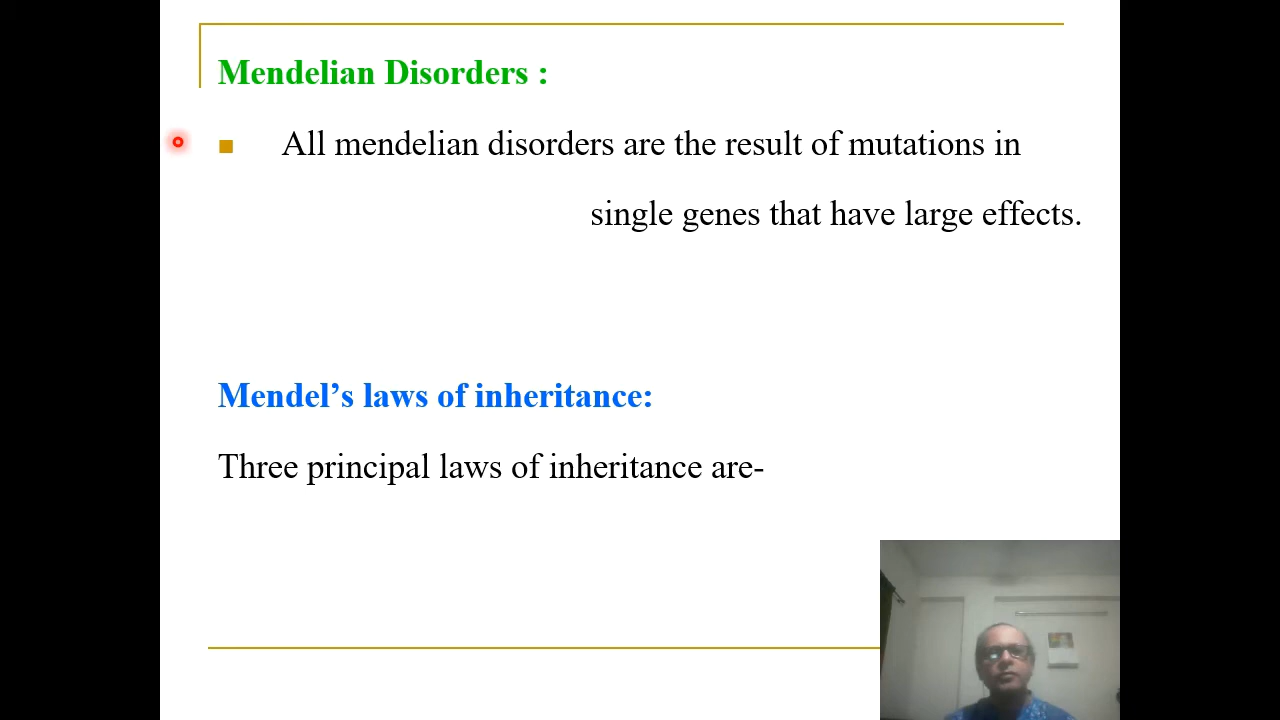 Mendelian Disorders :
All mendelian disorders are the result of mutations in
single genes that have large effects.
Mendel’s laws of inheritance:
Three principal laws of inheritance are-